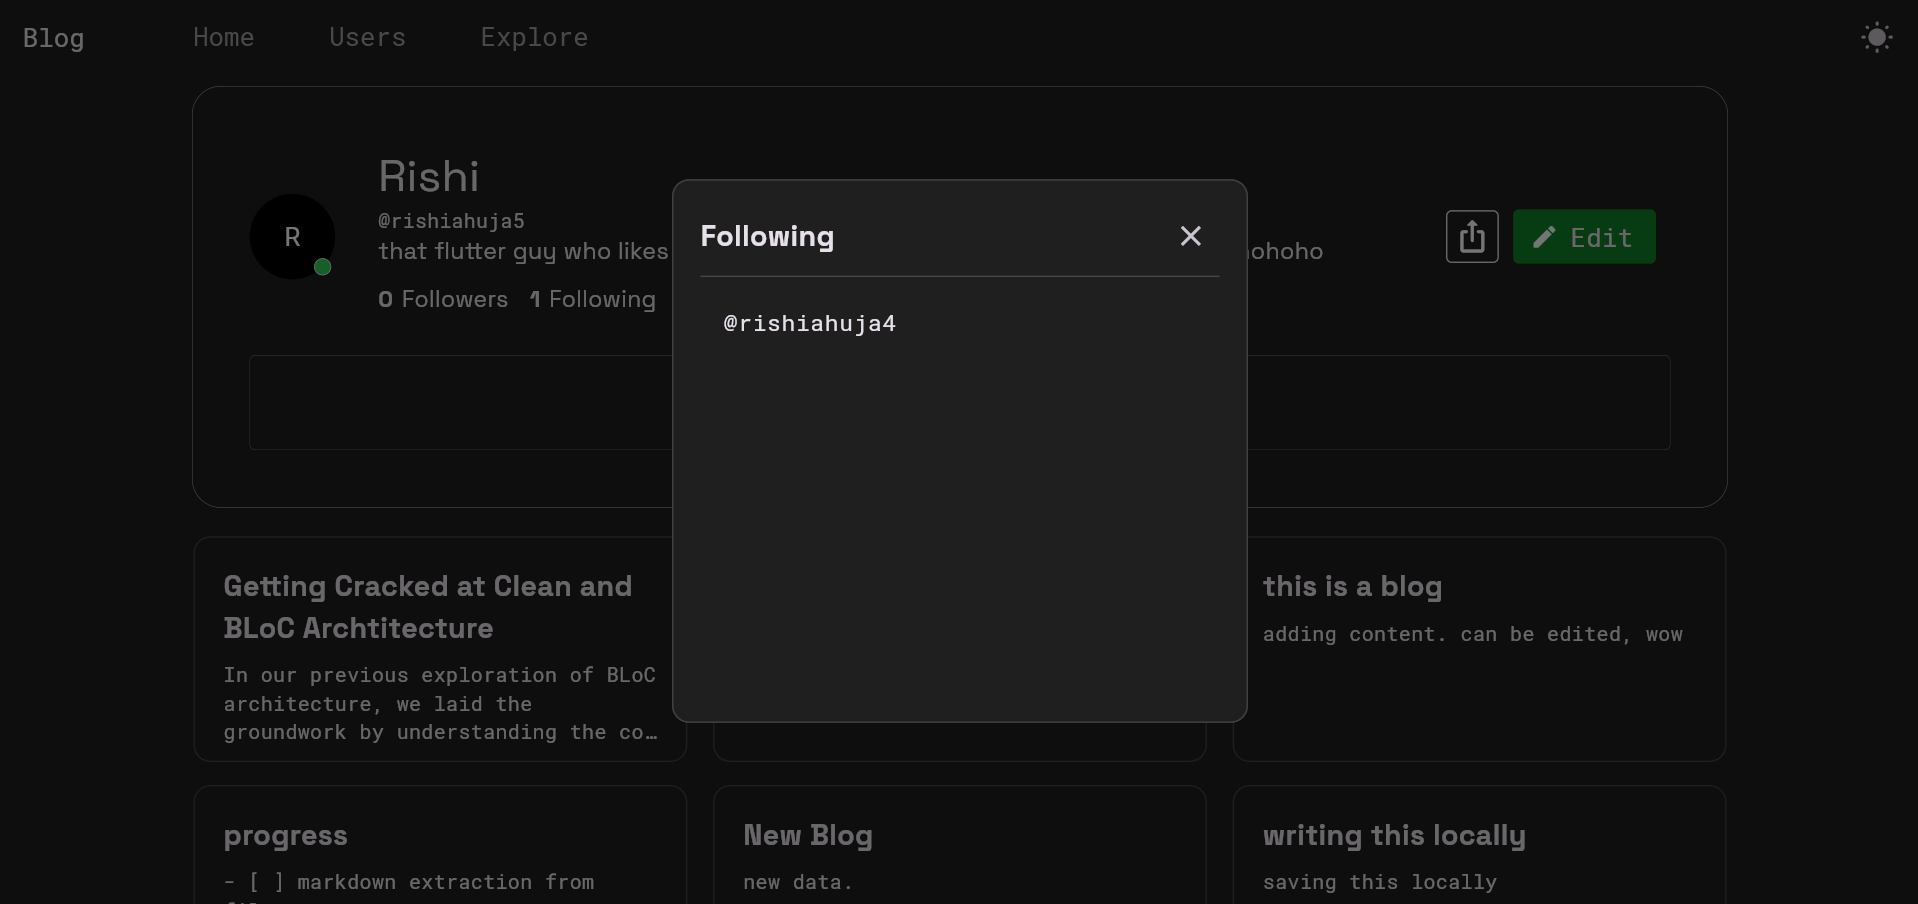 Blog Home Users Explore
Rishi
R
@rishiahuja5
that flutter guy who likes
Edit
0 Followers 1 Following
Following
@rishiahuja4
Getting Cracked at Clean and
BLoC Archtitecture
In our previous exploration of BLoC
architecture, we laid the
groundwork by understanding the co…
this is a blog
adding content. can be edited, wow
progress
- [ ] markdown extraction from
New Blog
new data.
writing this locally
saving this locally